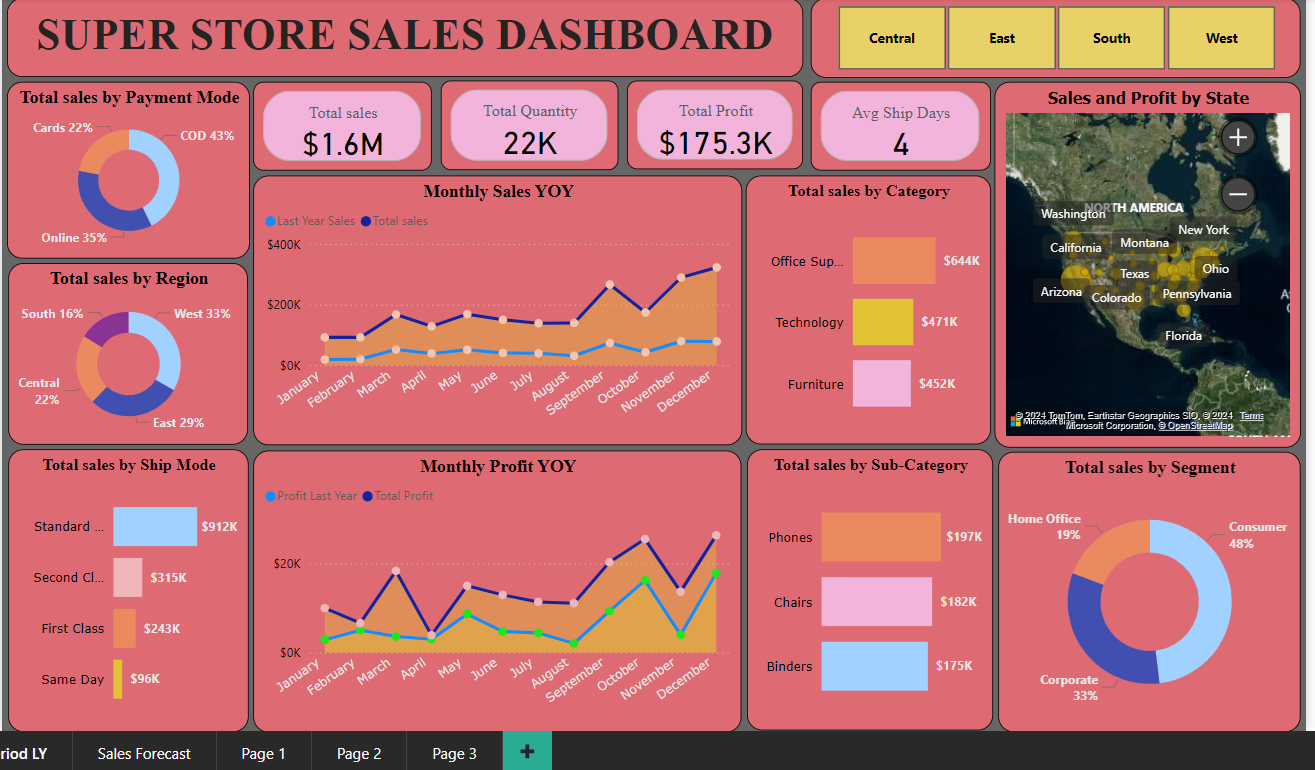 SUPER STORE SALES DASHBOARD
Central
East
South
West
Total sales by Payment Mode
Cards 22%
COD 43%
Online 35%
Total sales
$1.6M
Total Quantity
22K
Total Profit
$175.3K
Avg Ship Days
4
Sales and Profit by State
+
−
NORTH AMERICA
Washington
New York
California
Montana
Texas
Ohio
Arizona
Colorado
Pennsylvania
Florida
© 2024 TomTom, Earthstar Geographics SIO, © 2024 Terms
Microsoft Corporation, © OpenStreetMap
Total sales by Region
South 16%
West 33%
Central
22%
East 29%
Monthly Sales YOY
Last Year Sales
Total sales
$400K
$200K
$0K
January
February
March
April
May
June
July
August
September
October
November
December
Total sales by Category
Office Sup...
$644K
Technology
$471K
Furniture
$452K
Total sales by Ship Mode
Standard ...
$912K
Second Cl...
$315K
First Class
$243K
Same Day
$96K
Monthly Profit YOY
Profit Last Year
Total Profit
$20K
$0K
January
February
March
April
May
June
July
August
September
October
November
December
Total sales by Sub-Category
Phones
$197K
Chairs
$182K
Binders
$175K
Total sales by Segment
Home Office
19%
Consumer
48%
Corporate
33%
riod LY
Sales Forecast
Page 1
Page 2
Page 3
+